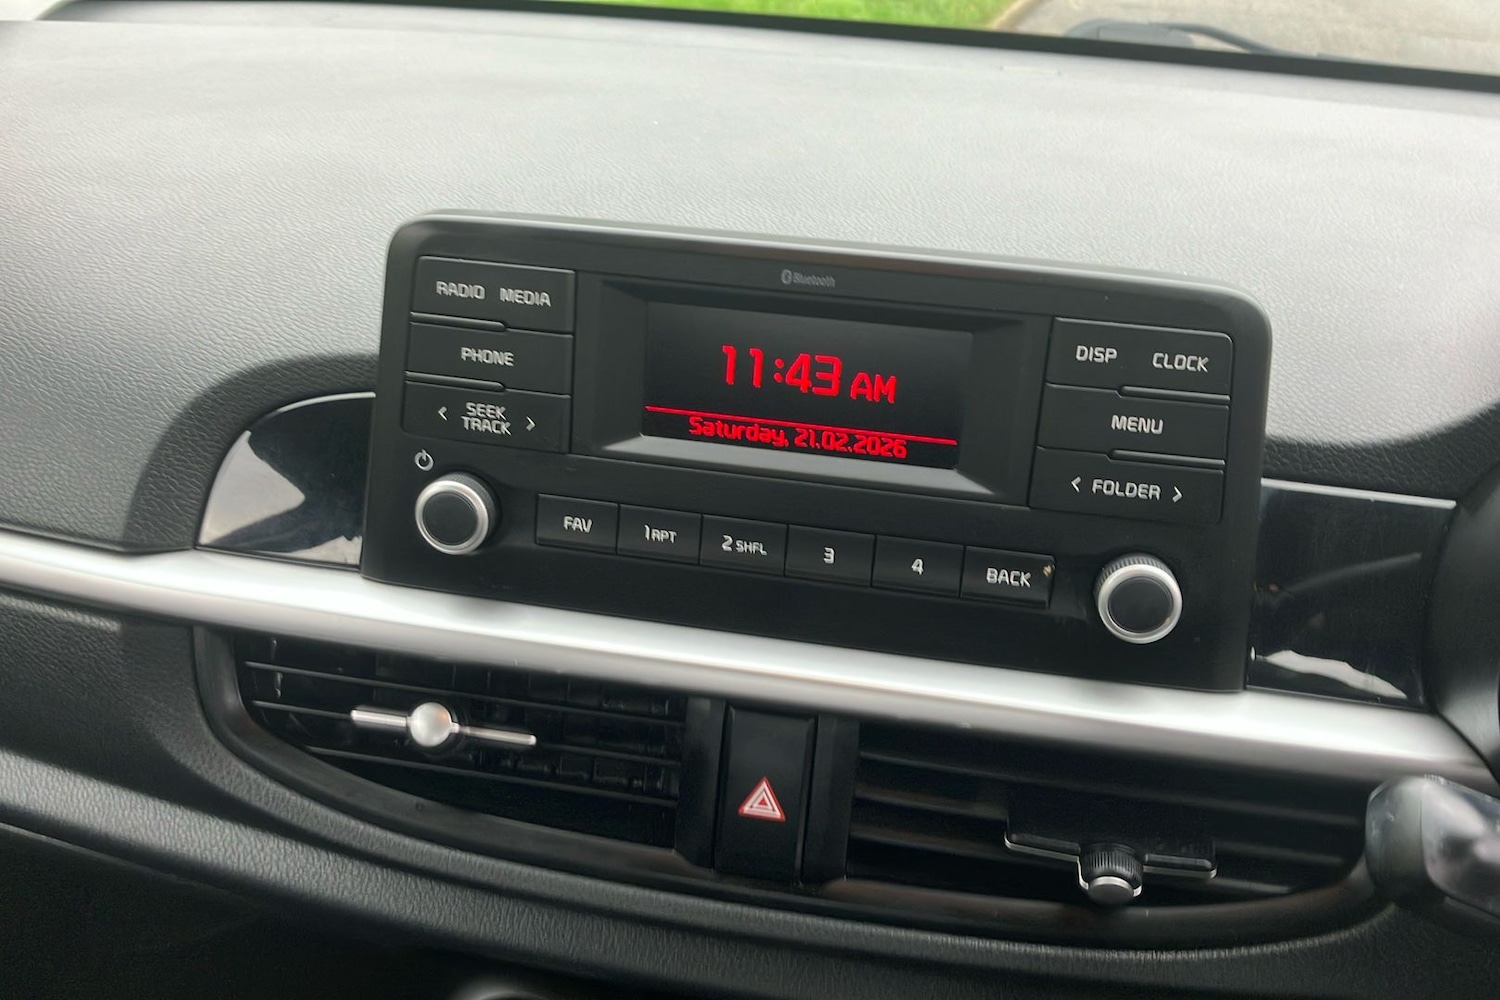 Bluetooth
RADIO MEDIA
PHONE
< SEEK TRACK >
11:43 AM
Saturday, 21.02.2026
DISP CLOCK
MENU
< FOLDER >
FAV 1 RPT 2 SHFL 3 4 BACK